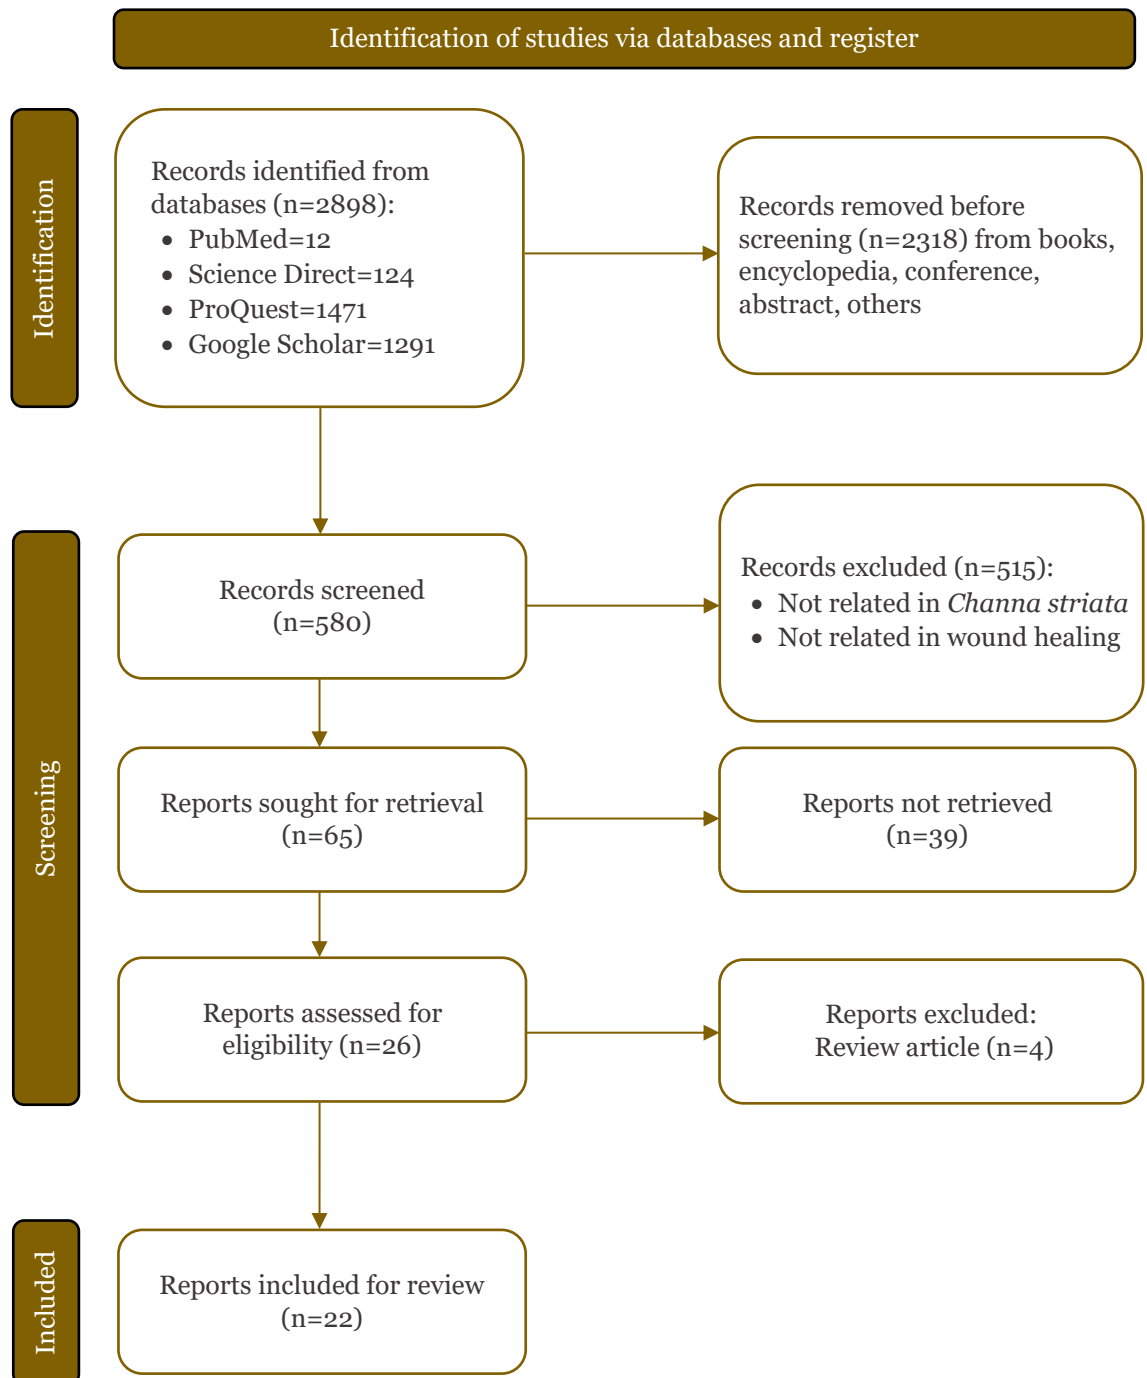 Identification of studies via databases and register
Identification
Records identified from
databases (n=2898):
• PubMed=12
• Science Direct=124
• ProQuest=1471
• Google Scholar=1291
Records removed before
screening (n=2318) from books,
encyclopedia, conference,
abstract, others
Screening
Records screened
(n=580)
Records excluded (n=515):
• Not related in Channa striata
• Not related in wound healing
Reports sought for retrieval
(n=65)
Reports not retrieved
(n=39)
Reports assessed for
eligibility (n=26)
Reports excluded:
Review article (n=4)
Included
Reports included for review
(n=22)